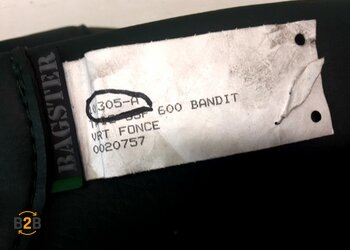 BAGSTER
305-A
600 BANDIT
VRT FONCE
0020757
B2B